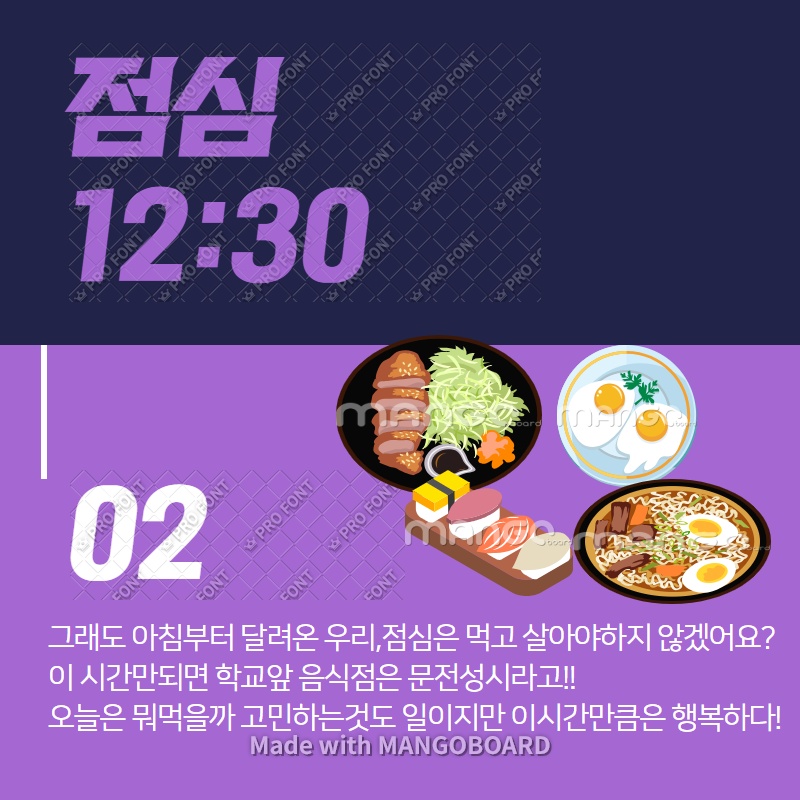 점심
12:30
02
그래도 아침부터 달려온 우리,점심은 먹고 살아야하지 않겠어요?
이 시간만되면 학교앞 음식점은 문전성시라고!!
오늘은 뭐먹을까 고민하는것도 일이지만 이시간만큼은 행복하다!
Made with MANGOBOARD